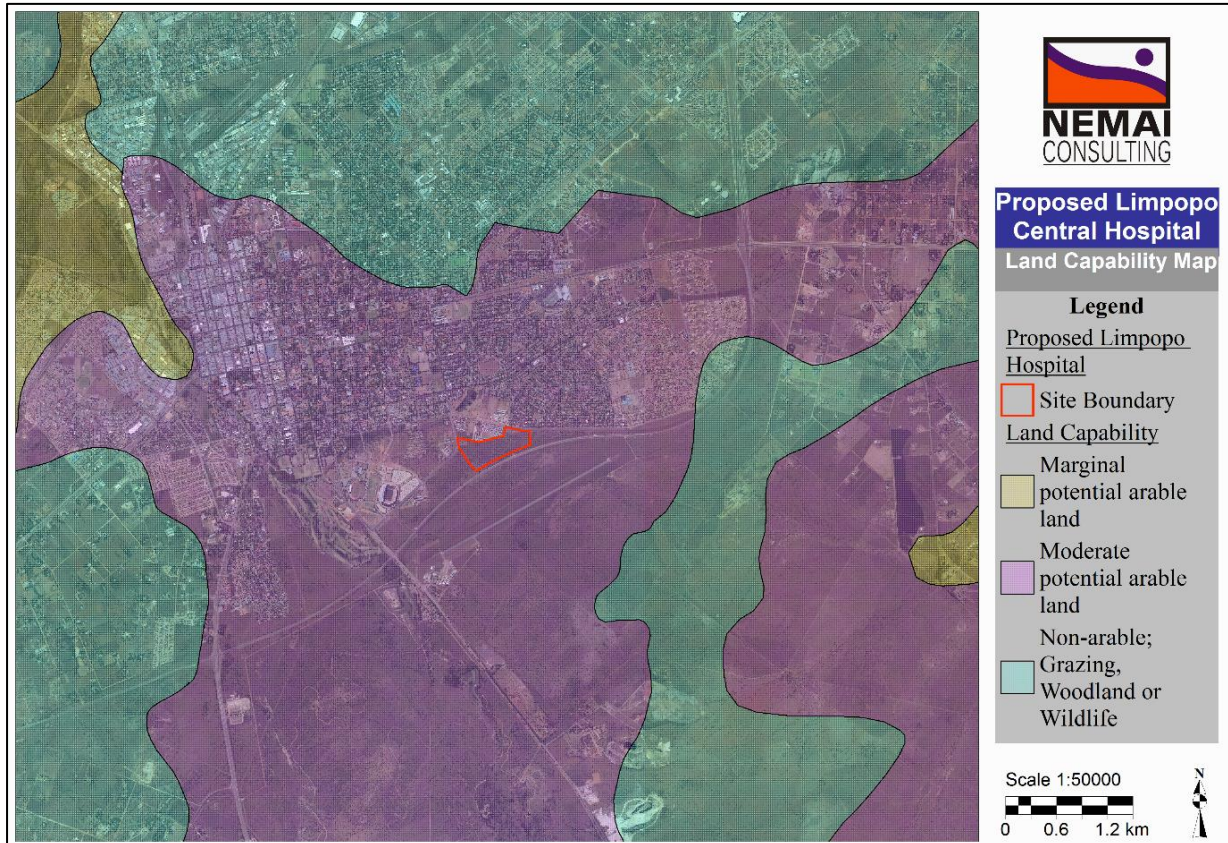 NEMAI
CONSULTING
Proposed Limpopo
Central Hospital
Land Capability Map
Legend
Proposed Limpopo
Hospital
Site Boundary
Land Capability
Marginal
potential arable
land
Moderate
potential arable
land
Non-arable;
Grazing,
Woodland or
Wildlife
Scale 1:50000
0 0.6 1.2 km
N